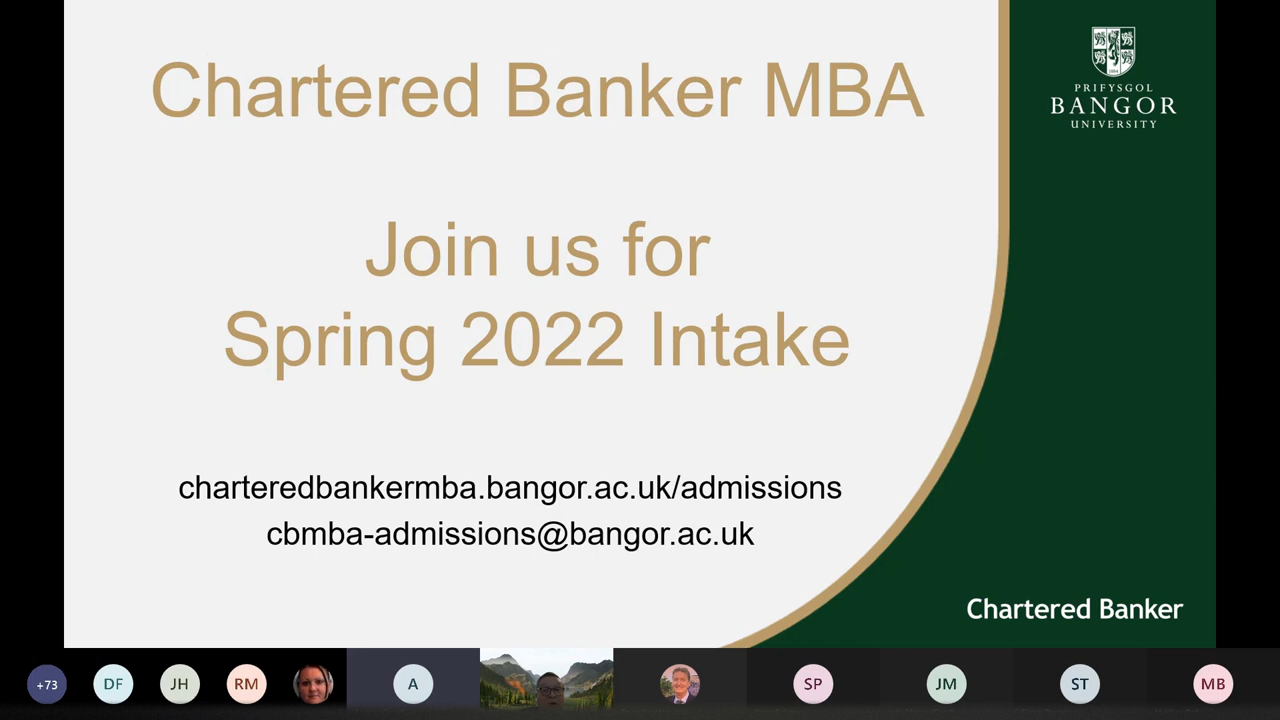 Chartered Banker MBA
Join us for
Spring 2022 Intake
charteredbankermba.bangor.ac.uk/admissions
cbmba-admissions@bangor.ac.uk
PRIFYSGOL
BANGOR
UNIVERSITY
Chartered Banker
+73
DF
JH
RM
A
SP
JM
ST
MB